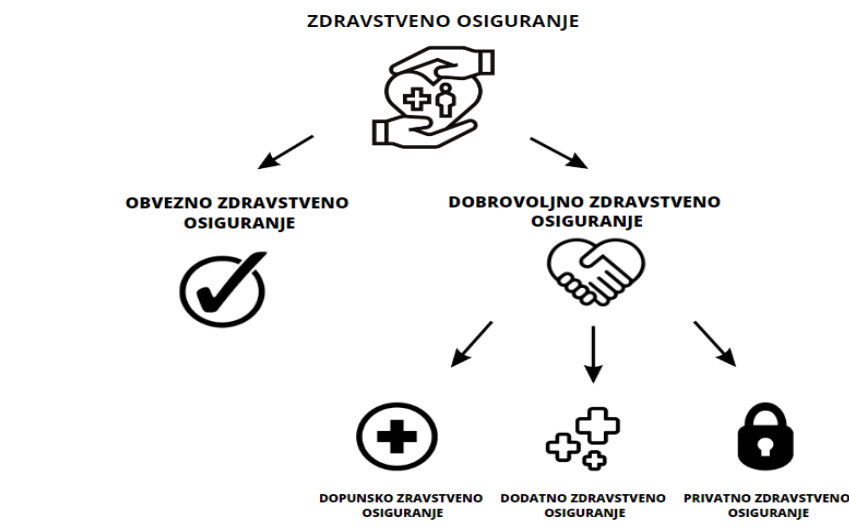 ZDRAVSTVENO OSIGURANJE
OBVEZNO ZDRAVSTVENO
OSIGURANJE
DOBROVOLJNO ZDRAVSTVENO
OSIGURANJE
DOPUNSKO ZRAVSTVENO
OSIGURANJE
DODATNO ZDRAVSTVENO
OSIGURANJE
PRIVATNO ZDRAVSTVENO
OSIGURANJE